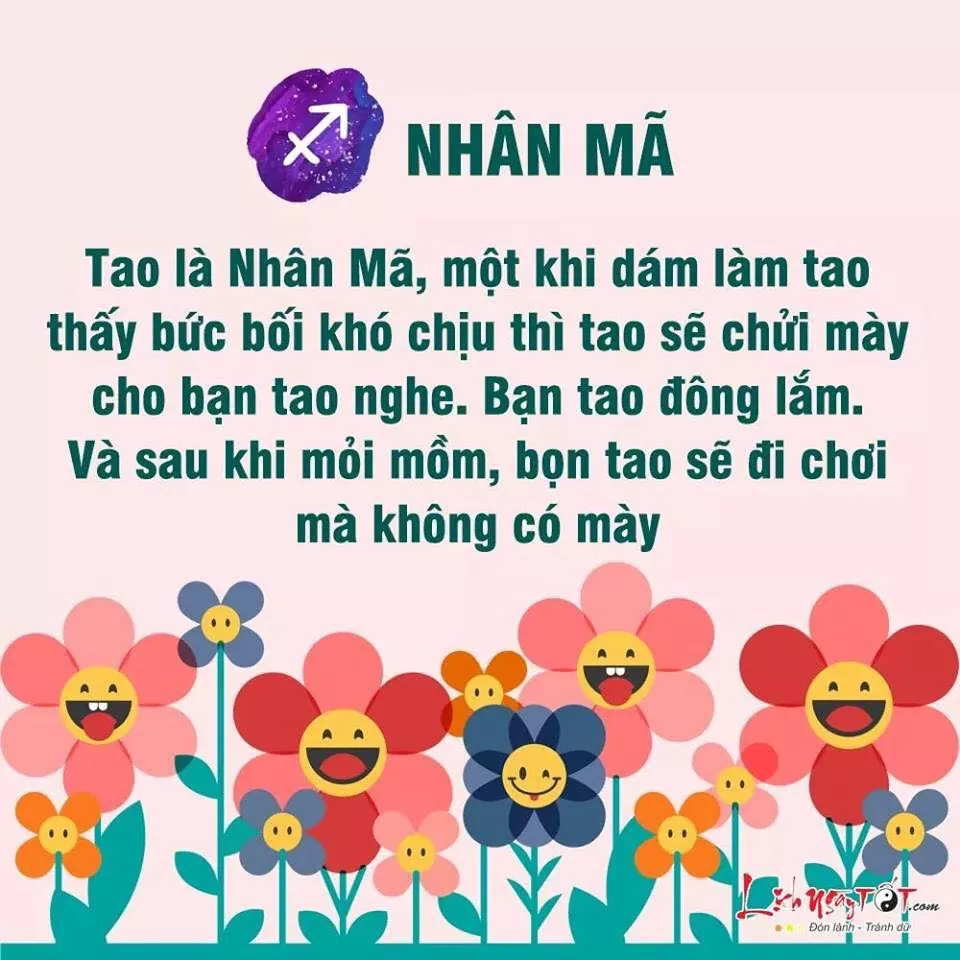 NHÂN MÃ
Tao là Nhân Mã, một khi dám làm tao
thấy bức bối khó chịu thì tao sẽ chửi mày
cho bạn tao nghe. Bạn tao đông lắm.
Và sau khi mỏi mồm, bọn tao sẽ đi chơi
mà không có mày
LịchNgàyTỐT.com
Đón lành - Tránh dữ